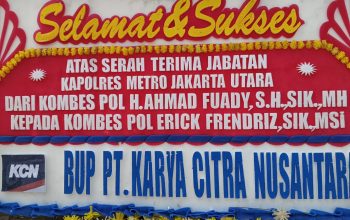 Selamat & Sukses
ATAS SERAH TERIMA JABATAN
KAPOLRES METRO JAKARTA UTARA
DARI KOMBES POL H.AHMAD FUADY, S.H.,SIK.,MH
KEPADA KOMBES POL ERICK FRENDRIZ,SIK,MSi
KCN
BUP PT. KARYA CITRA NUSANTAR